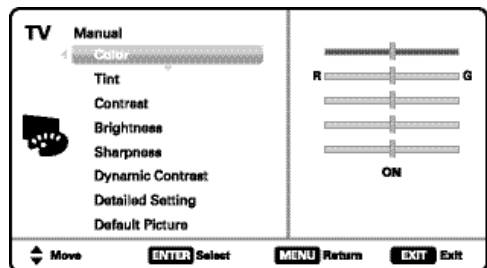 TV Manual
Color
Tint
R G
Contrast
Brightness
Sharpness
Dynamic Contrast ON
Detailed Setting
Default Picture
Move ENTER Select MENU Return EXIT Exit